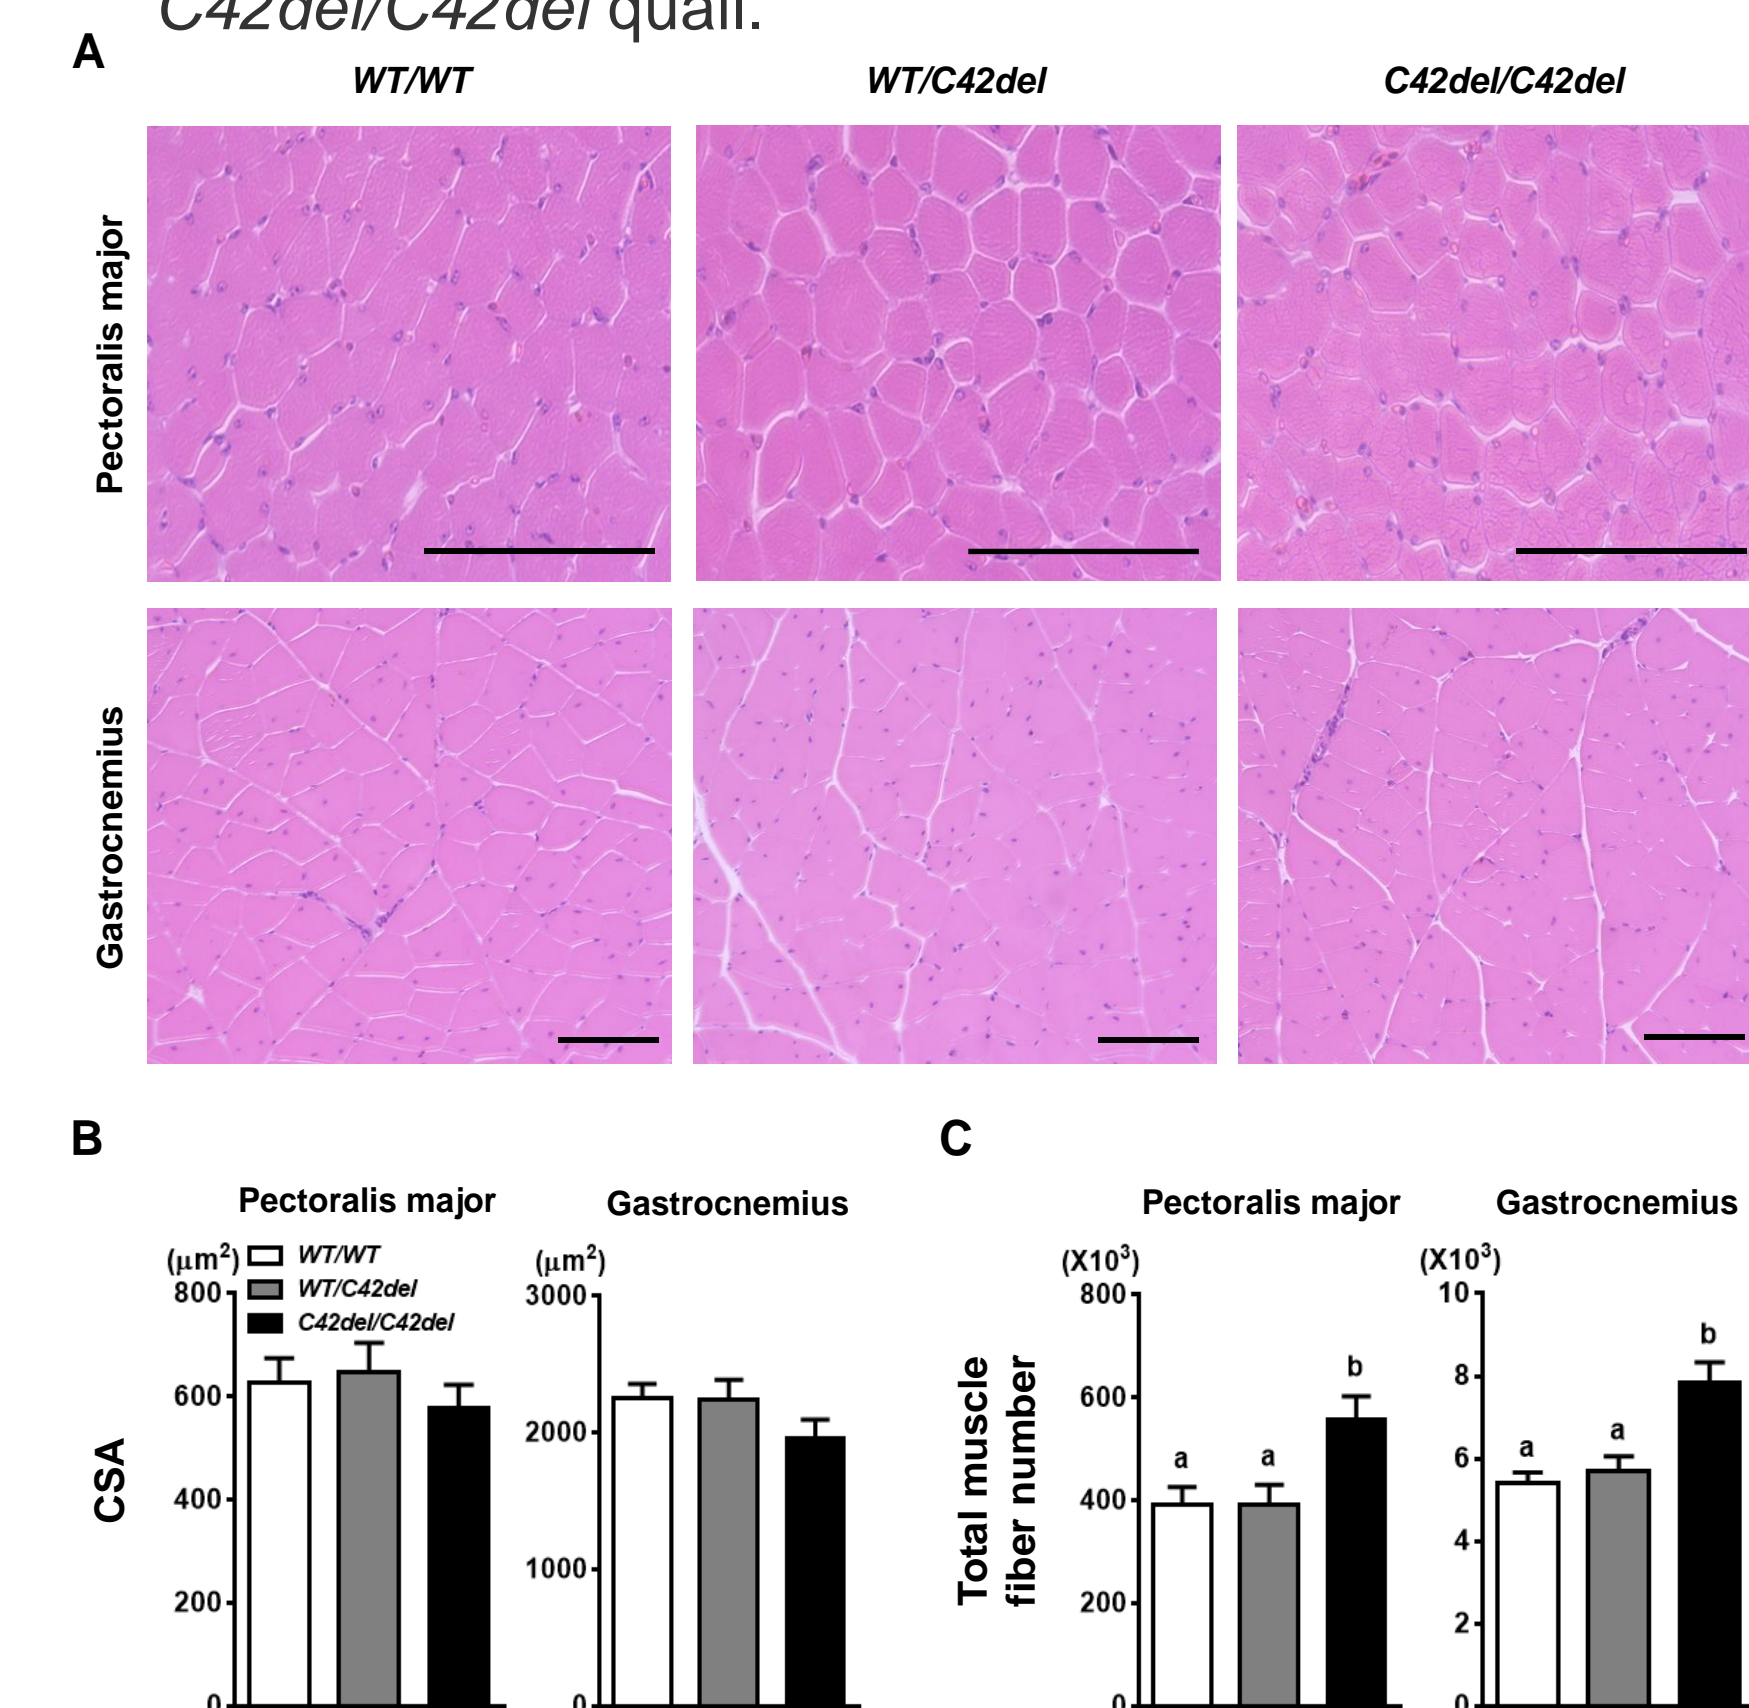 C42del/C42del quail.
A
WT/WT
WT/C42del
C42del/C42del
Pectoralis major
Gastrocnemius
B
C
Pectoralis major
Gastrocnemius
Pectoralis major
Gastrocnemius
(μm²)
WT/WT
WT/C42del
C42del/C42del
800
600
400
200
0
CSA
(μm²)
3000
2000
1000
0
Total muscle
fiber number
(X10³)
800
600
400
200
0
a
a
b
(X10³)
10
8
6
4
2
0
a
a
b